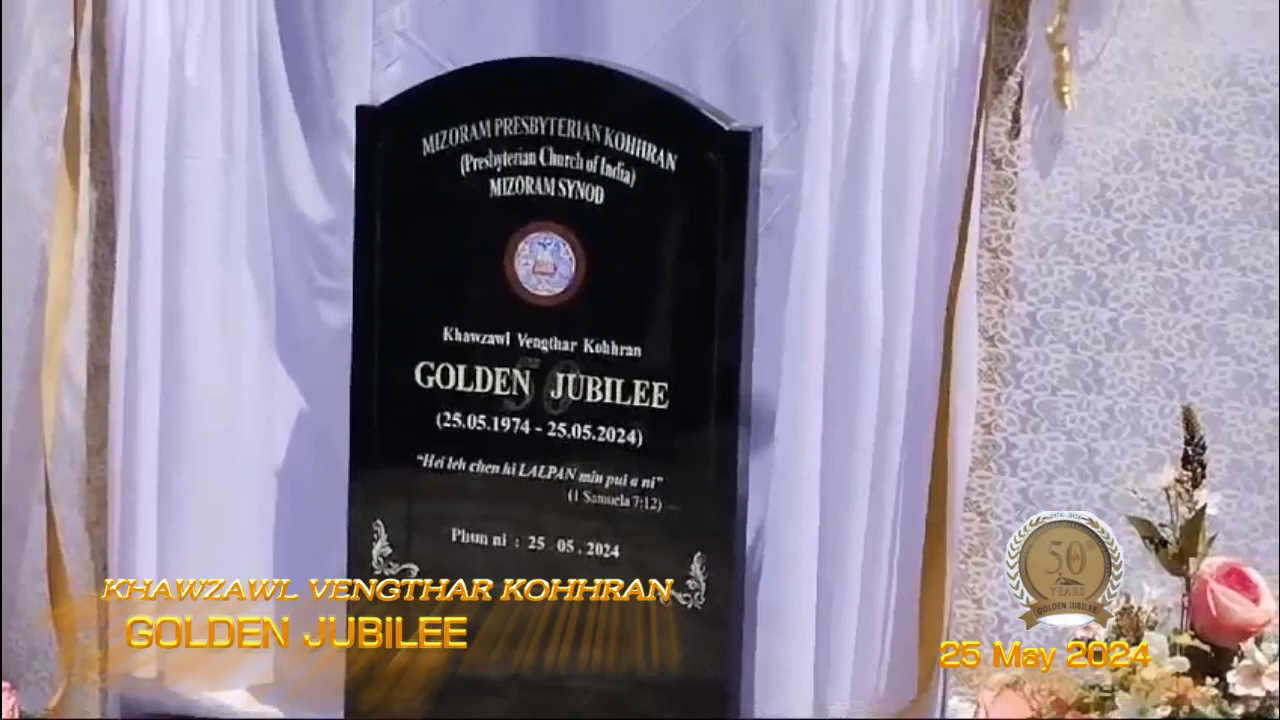 MIZORAM PRESBYTERIAN KOHHRAN
(Presbyterian Church of India)
MIZORAM SYNOD
Khawzawl Vengthar Kohhran
50
GOLDEN JUBILEE
(25.05.1974 - 25.05.2024)
"Hei leh chen hi LALPAN min pui a ni"
(1 Samuela 7:12)
Phun ni : 25 . 05 . 2024
KHAWZAWL VENGTHAR KOHHRAN
GOLDEN JUBILEE
50
YEARS
GOLDEN JUBILEE
25 May 2024